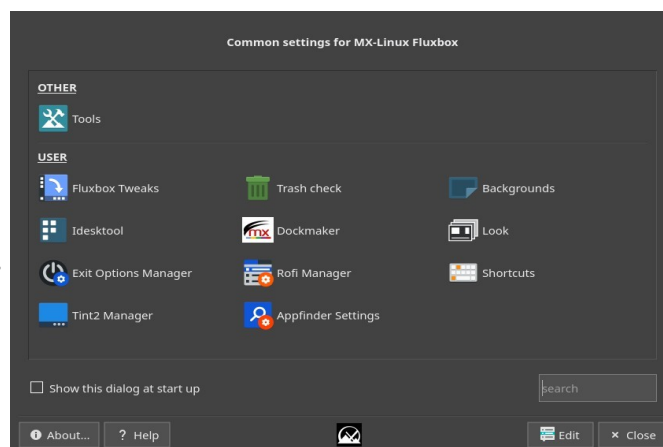 Common settings for MX-Linux Fluxbox
OTHER
Tools
USER
Fluxbox Tweaks
Trash check
Backgrounds
Idesktool
mx
Dockmaker
Look
Exit Options Manager
Rofi Manager
Shortcuts
Tint2 Manager
Appfinder Settings
Show this dialog at start up
search
About...
? Help
Edit
× Close